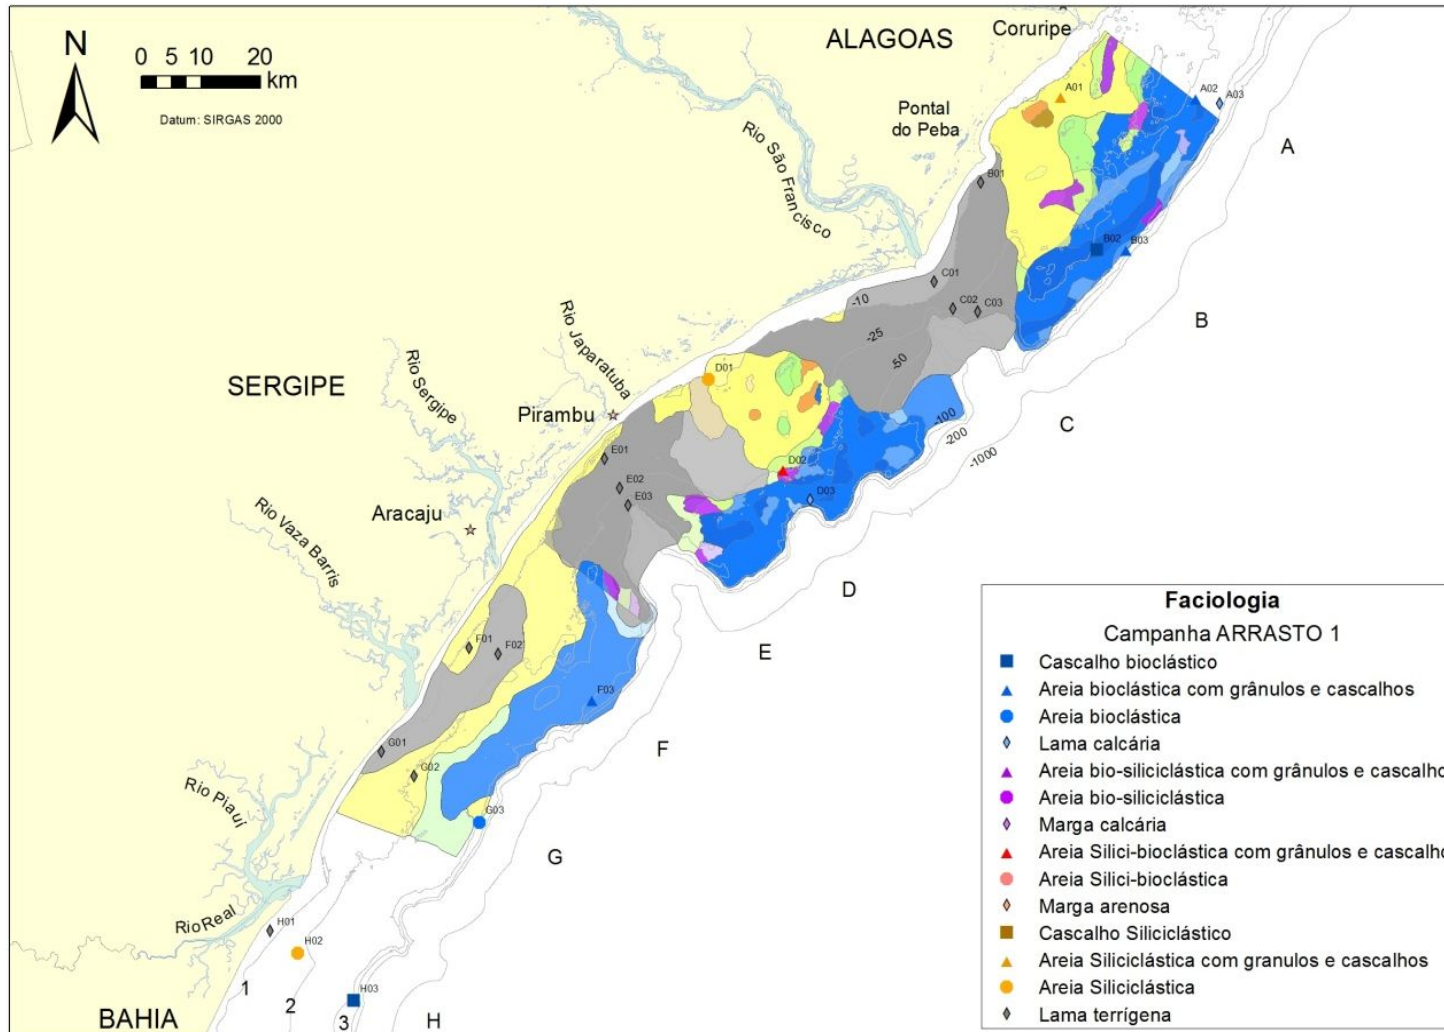 Coruripe
ALAGOAS
N
0 5 10 20
km
Datum: SIRGAS 2000
A01
A02
A03
Pontal
do Peba
A
Rio São Francisco
B01
B02
B03
C01
C02
C03
B
-10
-25
-50
Rio Japaratuba
Rio Sergipe
SERGIPE
D01
Pirambu
-100
-200
-1000
C
E01
D02
E02
E03
D03
Rio Vaza Barris
Aracaju
D
E
F01
F02
F03
F
G01
G02
G03
G
Rio Piauí
Rio Real
H01
H02
H03
1
2
3
H
BAHIA
Faciologia
Campanha ARRASTO 1
Cascalho bioclástico
Areia bioclástica com grânulos e cascalhos
Areia bioclástica
Lama calcária
Areia bio-siliciclástica com grânulos e cascalho
Areia bio-siliciclástica
Marga calcária
Areia Silici-bioclástica com grânulos e cascalho
Areia Silici-bioclástica
Marga arenosa
Cascalho Siliciclástico
Areia Siliciclástica com granulos e cascalhos
Areia Siliciclástica
Lama terrígena